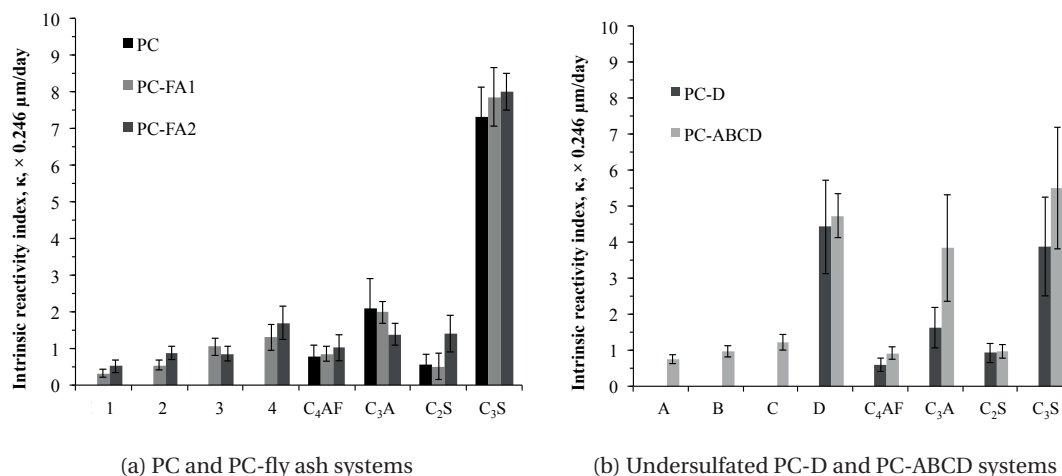 10
9
8
7
6
5
4
3
2
1
0
Intrinsic reactivity index, κ, × 0.246 μm/day
PC
PC-FA1
PC-FA2
1 2 3 4 C₄AF C₃A C₂S C₃S
(a) PC and PC-fly ash systems
10
9
8
7
6
5
4
3
2
1
0
Intrinsic reactivity index, κ, × 0.246 μm/day
PC-D
PC-ABCD
A B C D C₄AF C₃A C₂S C₃S
(b) Undersulfated PC-D and PC-ABCD systems